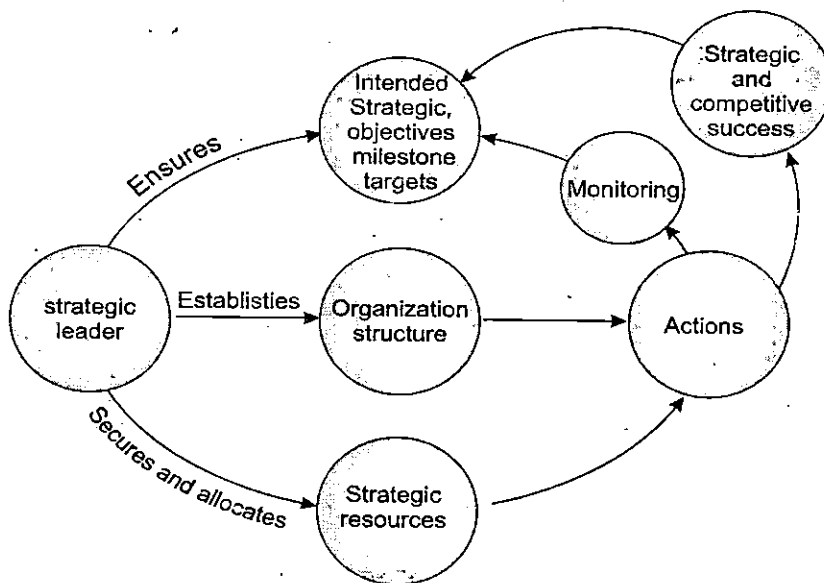 Strategic
and
competitive
success
Intended
Strategic,
objectives
milestone
targets
Ensures
Monitoring
strategic
leader
Establisties
Organization
structure
Actions
Secures and allocates
Strategic
resources